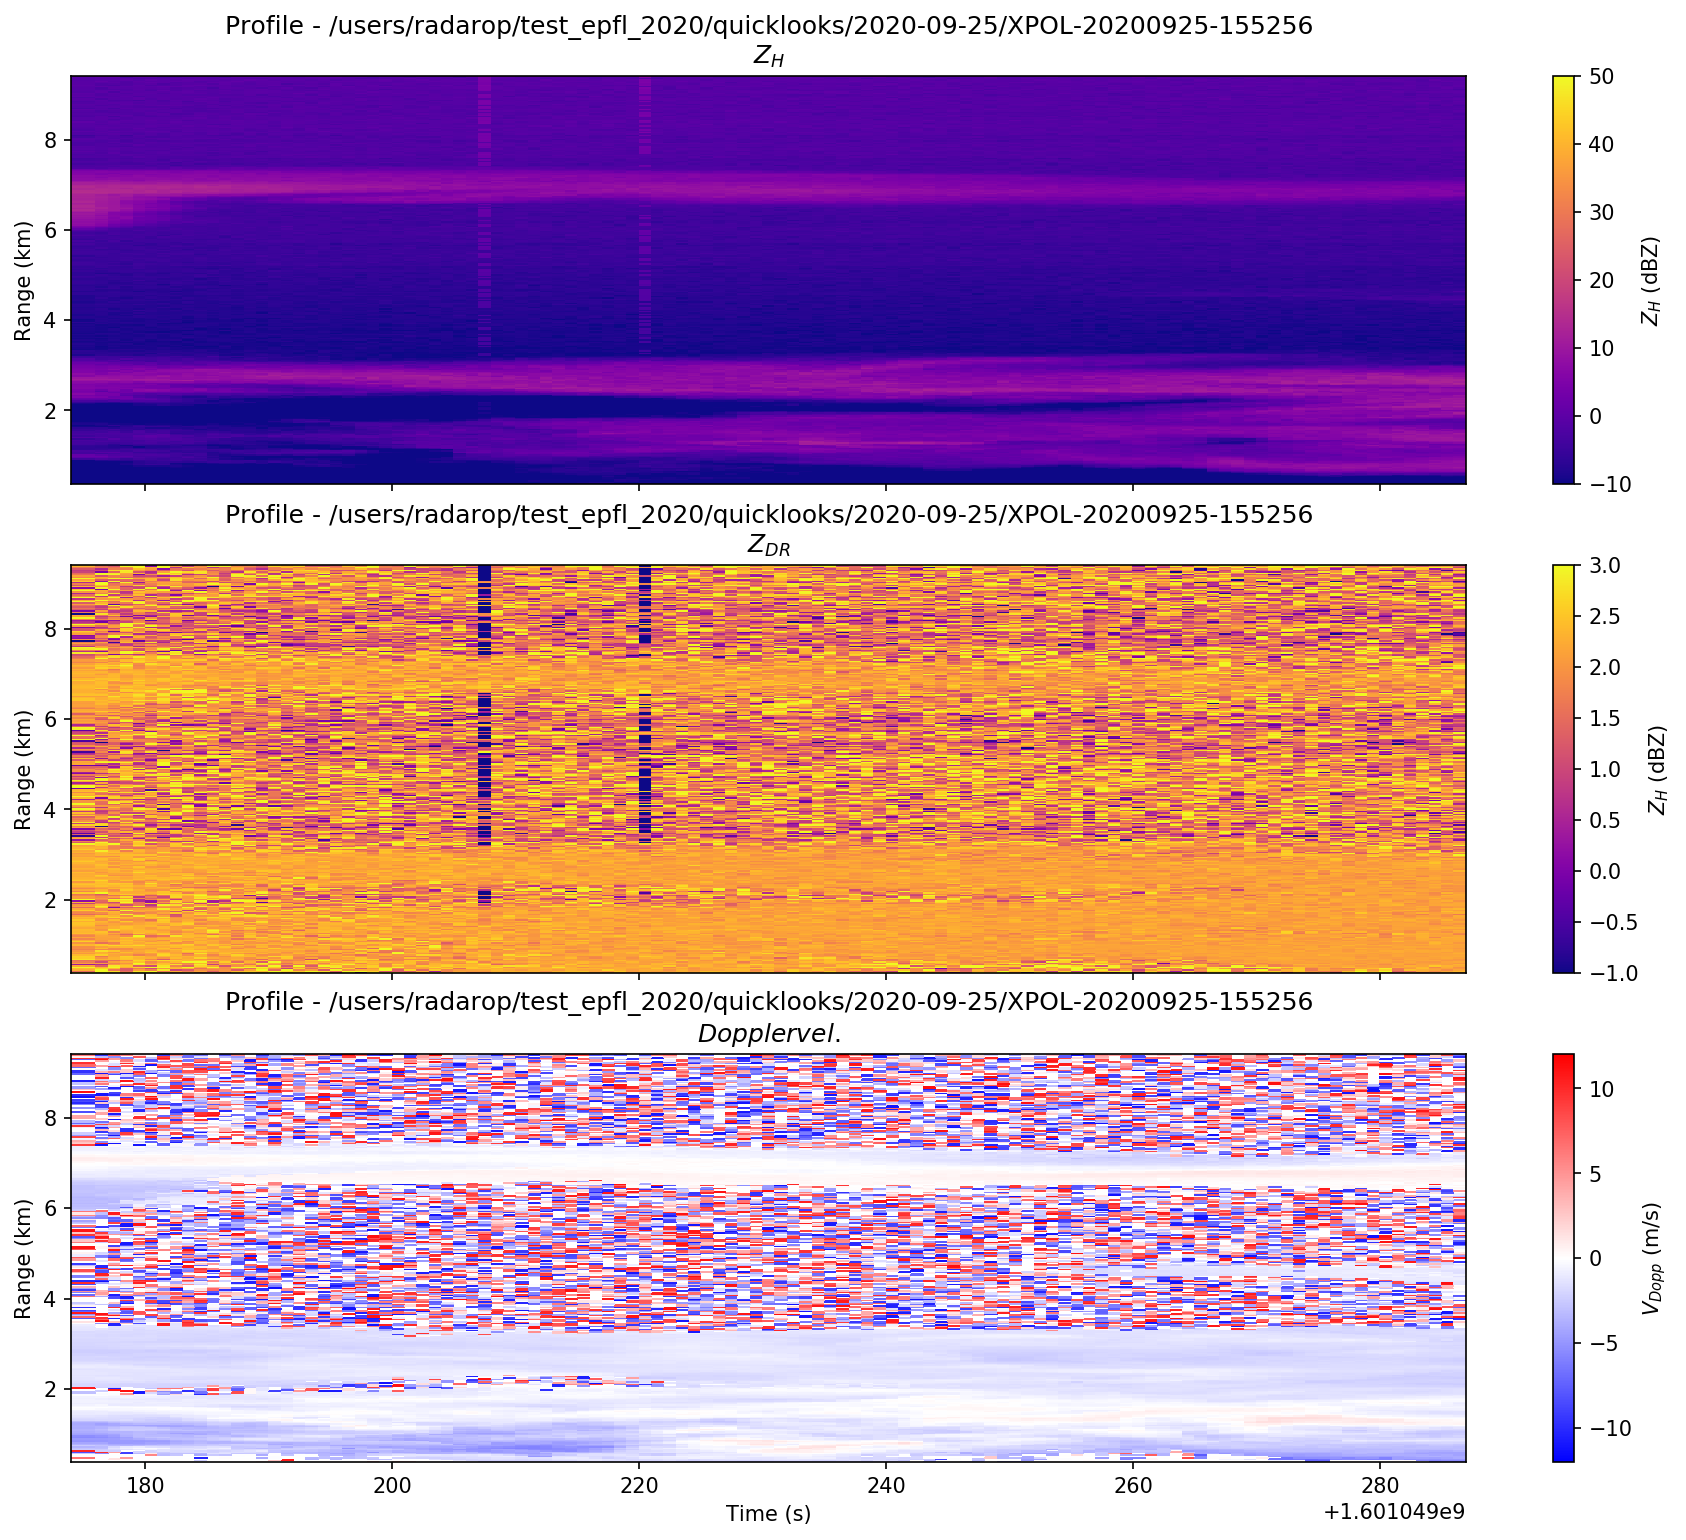 Profile - /users/radarop/test_epfl_2020/quicklooks/2020-09-25/XPOL-20200925-155256
Z_H
8
6
4
2
Range (km)
50
40
30
20
10
0
−10
Z_H (dBZ)
Profile - /users/radarop/test_epfl_2020/quicklooks/2020-09-25/XPOL-20200925-155256
Z_DR
8
6
4
2
Range (km)
3.0
2.5
2.0
1.5
1.0
0.5
0.0
−0.5
−1.0
Z_H (dBZ)
Profile - /users/radarop/test_epfl_2020/quicklooks/2020-09-25/XPOL-20200925-155256
Dopplervel.
8
6
4
2
Range (km)
10
5
0
−5
−10
V_Dopp (m/s)
180 200 220 240 260 280
Time (s)
+1.601049e9